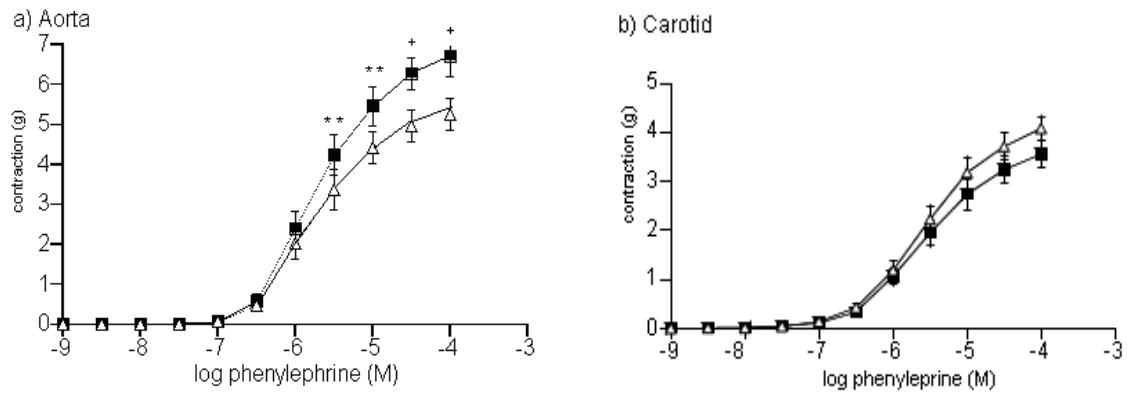 a) Aorta
7
6
5
4
3
2
1
0
contraction (g)
+
+
**
**
-9 -8 -7 -6 -5 -4 -3
log phenylephrine (M)
b) Carotid
5
4
3
2
1
0
contraction (g)
-9 -8 -7 -6 -5 -4 -3
log phenyleprine (M)